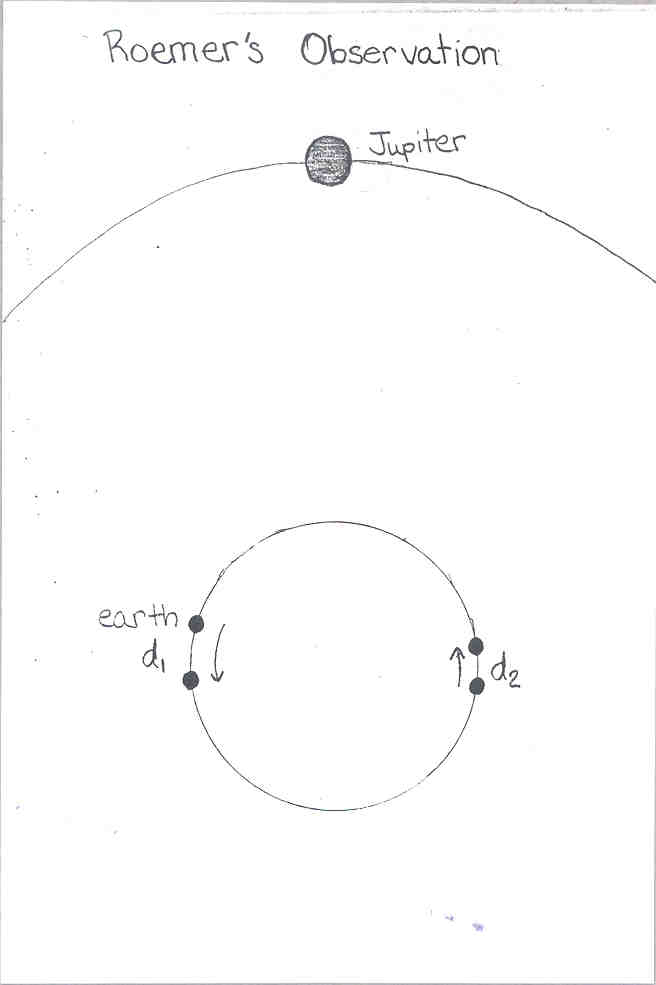 Roemer's Observation
Jupiter
earth
d₁
d₂